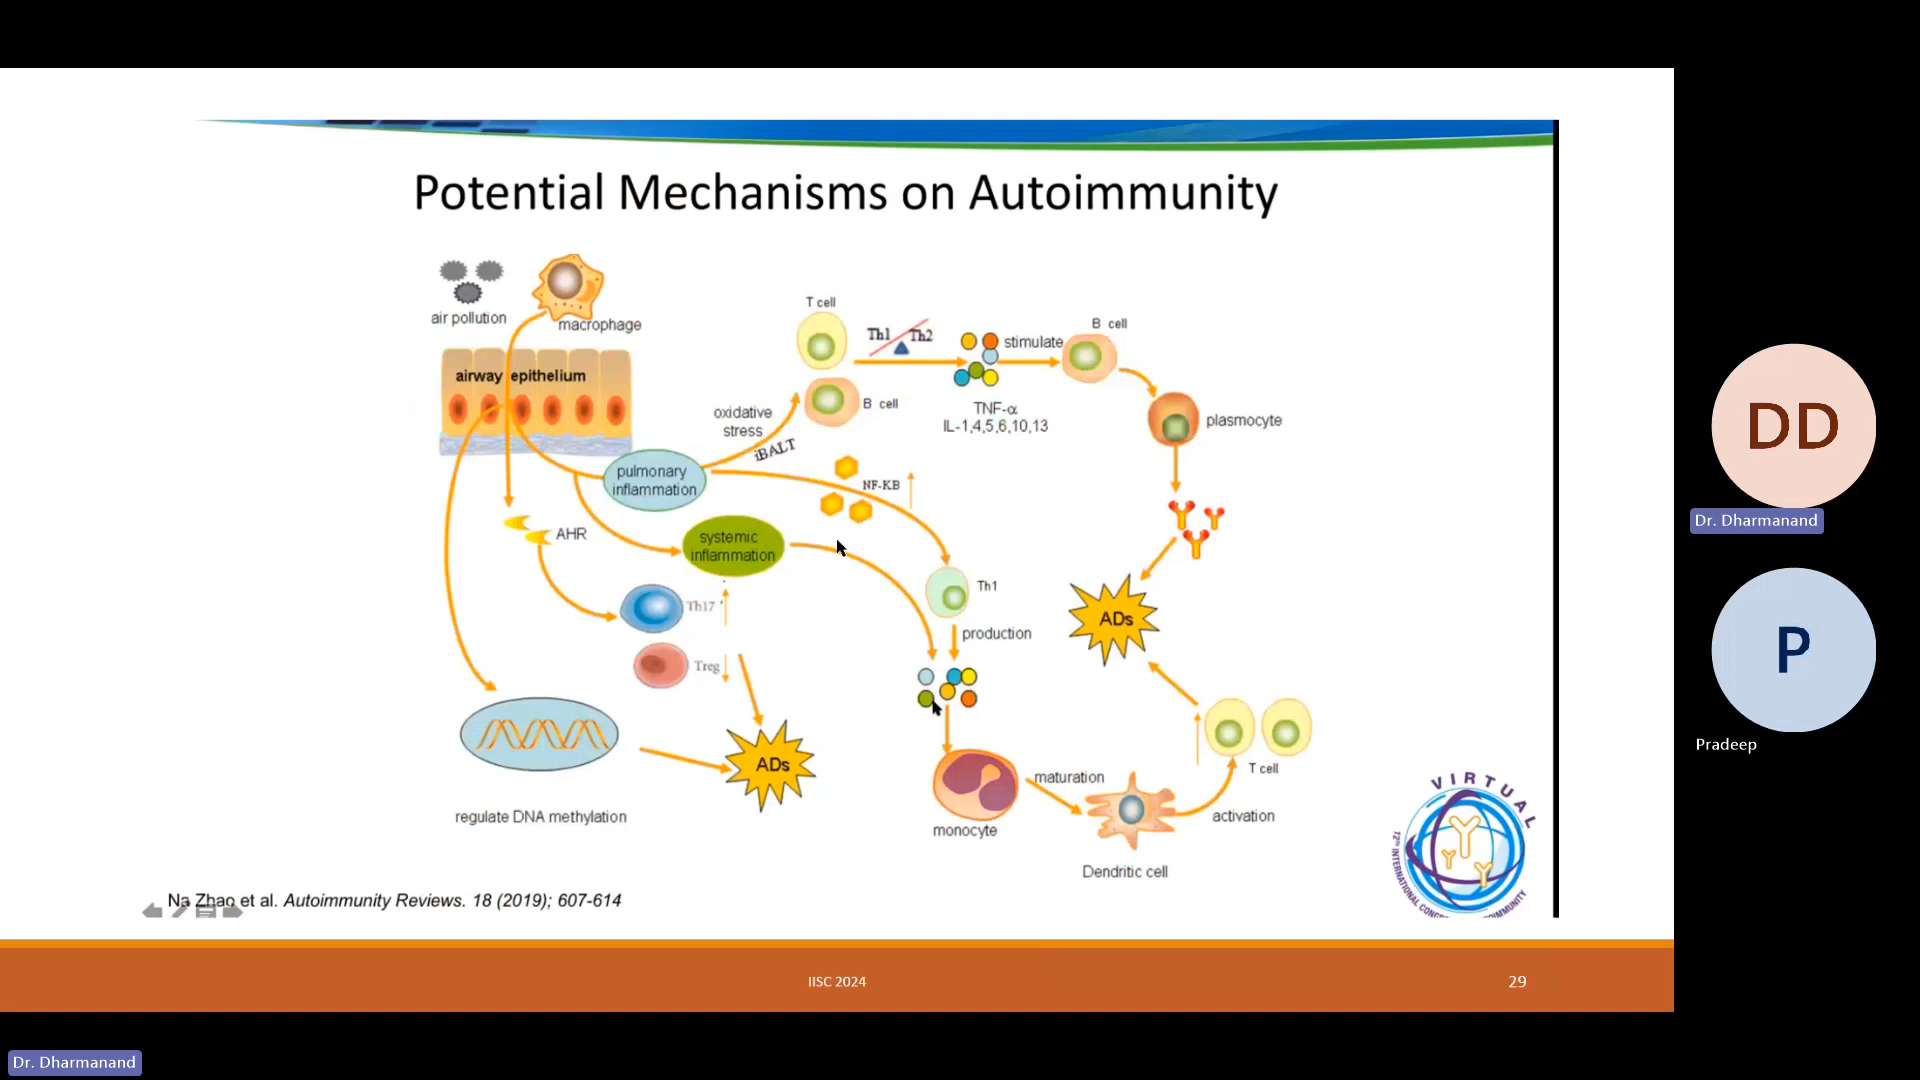 Potential Mechanisms on Autoimmunity
air pollution
macrophage
airway epithelium
T cell
B cell
Th1
Th2
stimulate
B cell
TNF-α
IL-1,4,5,6,10,13
plasmocyte
oxidative
stress
iBALT
pulmonary
inflammation
NF-KB
AHR
systemic
inflammation
Th17
Treg
Th1
production
ADs
ADs
regulate DNA methylation
monocyte
maturation
Dendritic cell
T cell
activation
VIRTUAL
12TH INTERNATIONAL
Na Zhao et al. Autoimmunity Reviews. 18 (2019); 607-614
IISC 2024
29
DD
Dr. Dharmanand
P
Pradeep
Dr. Dharmanand